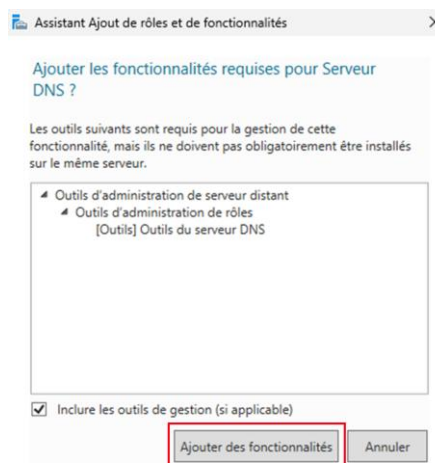 Assistant Ajout de rôles et de fonctionnalités
Ajouter les fonctionnalités requises pour Serveur
DNS ?
Les outils suivants sont requis pour la gestion de cette
fonctionnalité, mais ils ne doivent pas obligatoirement être installés
sur le même serveur.
Outils d'administration de serveur distant
Outils d'administration de rôles
[Outils] Outils du serveur DNS
Inclure les outils de gestion (si applicable)
Ajouter des fonctionnalités
Annuler